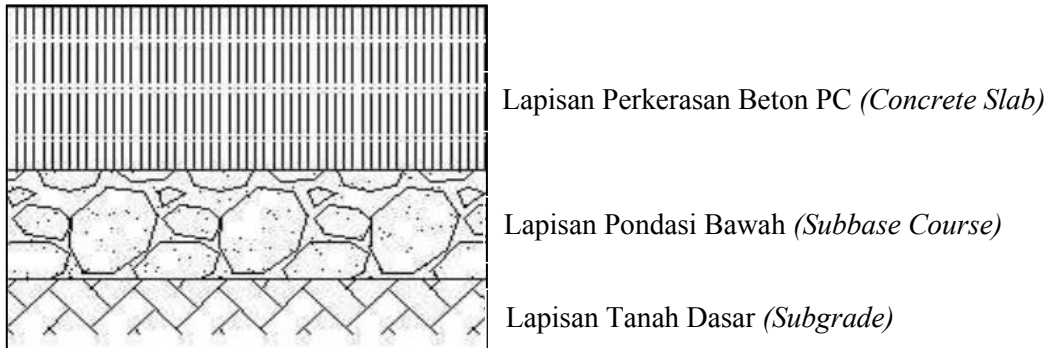 Lapisan Perkerasan Beton PC (Concrete Slab)
Lapisan Pondasi Bawah (Subbase Course)
Lapisan Tanah Dasar (Subgrade)